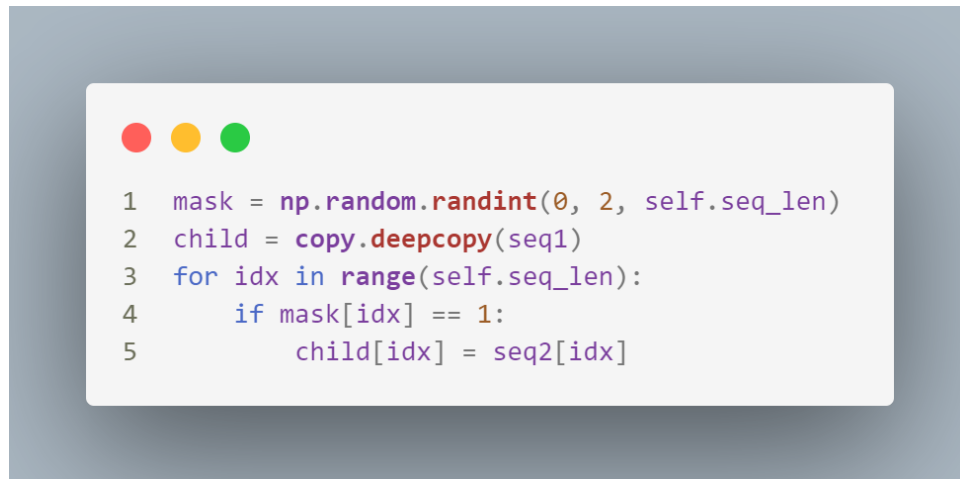 1 mask = np.random.randint(0, 2, self.seq_len)
2 child = copy.deepcopy(seq1)
3 for idx in range(self.seq_len):
4     if mask[idx] == 1:
5         child[idx] = seq2[idx]